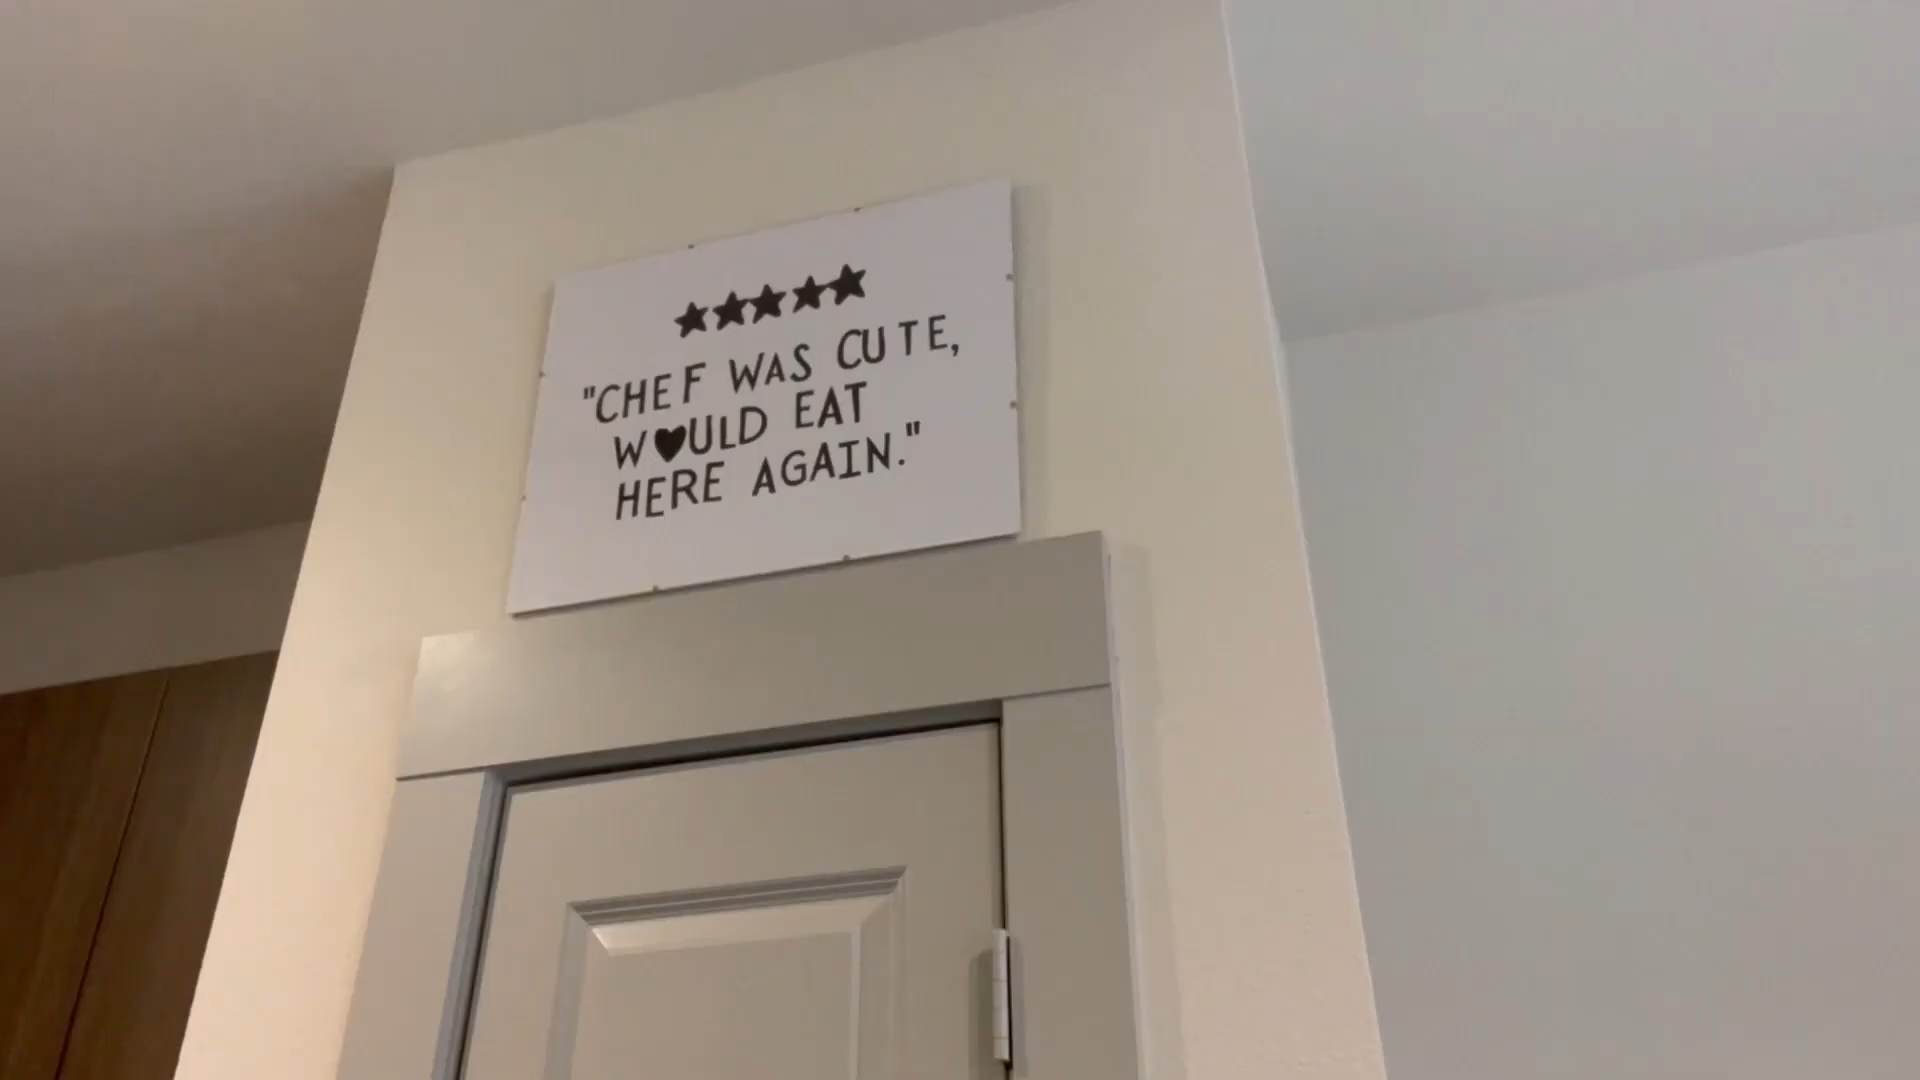 ★★★★★
"CHEF WAS CUTE,
W♥ULD EAT
HERE AGAIN."